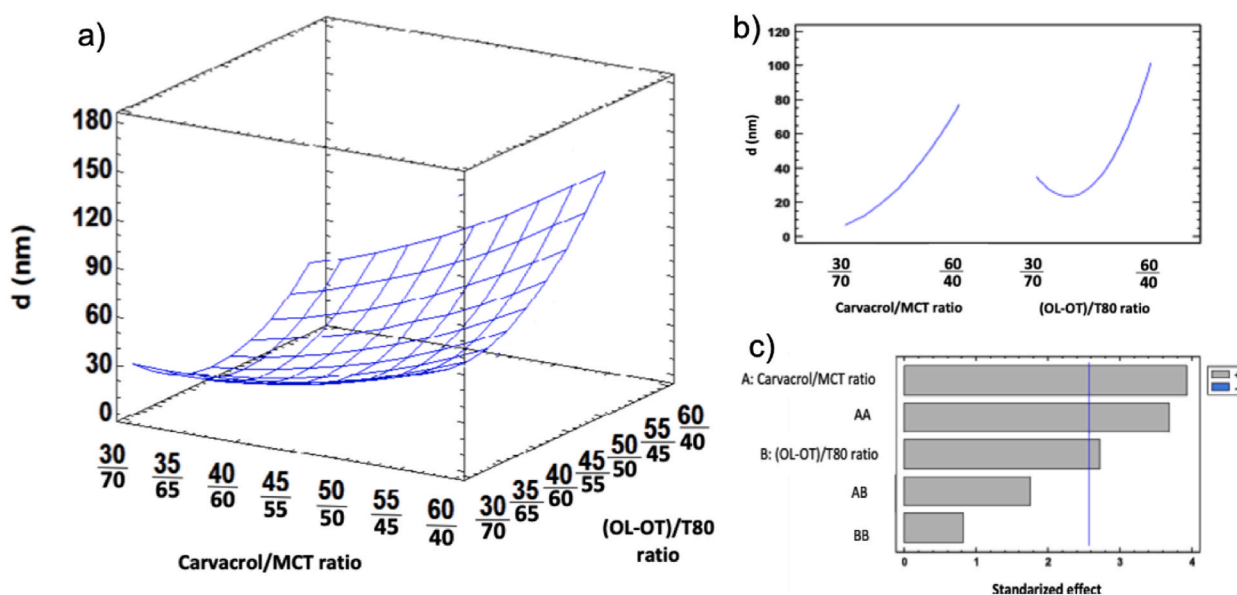 a)
180
150
120
90
60
30
0
d (nm)
30/70
35/65
40/60
45/55
50/50
55/45
60/40
Carvacrol/MCT ratio
30/70
35/65
40/60
45/55
50/50
55/45
60/40
(OL-OT)/T80
ratio
b)
120
100
80
60
40
20
0
d (nm)
30/70
60/40
30/70
60/40
Carvacrol/MCT ratio
(OL-OT)/T80 ratio
c)
A: Carvacrol/MCT ratio
AA
B: (OL-OT)/T80 ratio
AB
BB
0 1 2 3 4
Standarized effect
+
-